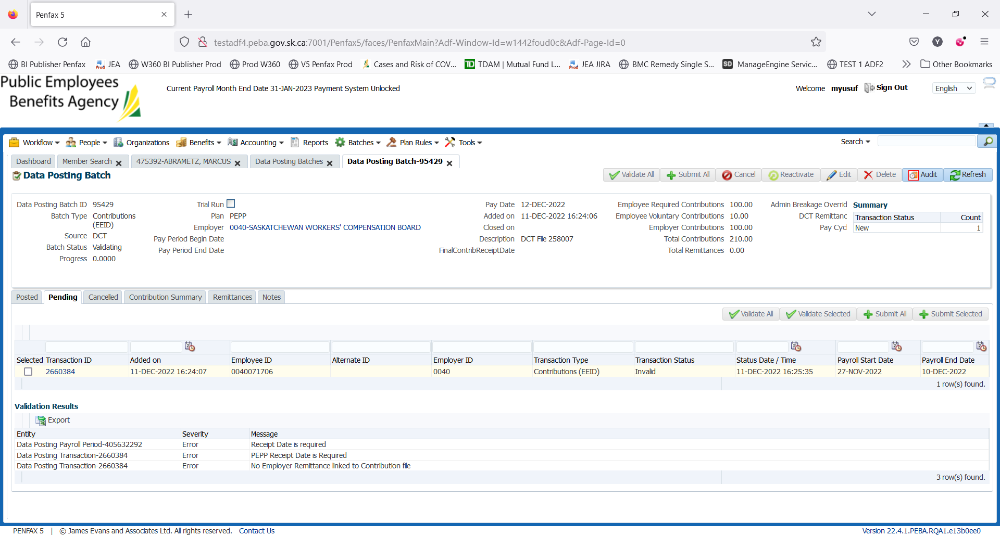 Penfax 5
testadf4.peba.gov.sk.ca:7001/Penfax5/faces/PenfaxMain?Adf-Window-Id=w1442foud0c&Adf-Page-Id=0
BI Publisher Penfax JEA W360 BI Publisher Prod Prod W360 V5 Penfax Prod Cases and Risk of COV... TDAM | Mutual Fund L... JEA JIRA BMC Remedy Single S... ManageEngine Servic... TEST 1 ADF2 Other Bookmarks
Public Employees
Benefits Agency
Current Payroll Month End Date 31-JAN-2023 Payment System Unlocked
Welcome myusuf Sign Out English
Workflow People Organizations Benefits Accounting Reports Batches Plan Rules Tools Search
Dashboard Member Search 475392-ABRAMETZ, MARCUS Data Posting Batches Data Posting Batch-95429
Data Posting Batch
Validate All Submit All Cancel Reactivate Edit Delete Audit Refresh
Data Posting Batch ID 95429
Batch Type Contributions
(EEID)
Source DCT
Batch Status Validating
Progress 0.0000
Trial Run
Plan PEPP
Employer 0040-SASKATCHEWAN WORKERS' COMPENSATION BOARD
Pay Period Begin Date
Pay Period End Date
Pay Date 12-DEC-2022
Added on 11-DEC-2022 16:24:06
Closed on
Description DCT File 258007
FinalContribReceiptDate
Employee Required Contributions 100.00
Employee Voluntary Contributions 10.00
Employer Contributions 100.00
Total Contributions 210.00
Total Remittances 0.00
Admin Breakage Overrid
DCT Remittanc
Pay Cycl
Summary
Transaction Status Count
New 1
Posted Pending Cancelled Contribution Summary Remittances Notes
Validate All Validate Selected Submit All Submit Selected
Selected Transaction ID Added on Employee ID Alternate ID Employer ID Transaction Type Transaction Status Status Date / Time Payroll Start Date Payroll End Date
2660384 11-DEC-2022 16:24:07 0040071706 0040 Contributions (EEID) Invalid 11-DEC-2022 16:25:35 27-NOV-2022 10-DEC-2022
1 row(s) found.
Validation Results
Export
Entity Severity Message
Data Posting Payroll Period-405632292 Error Receipt Date is required
Data Posting Transaction-2660384 Error PEPP Receipt Date is Required
Data Posting Transaction-2660384 Error No Employer Remittance linked to Contribution file
3 row(s) found.
PENFAX 5 | © James Evans and Associates Ltd. All rights reserved. Contact Us
Version 22.4.1.PEBA.RQA1.e13b0ee0